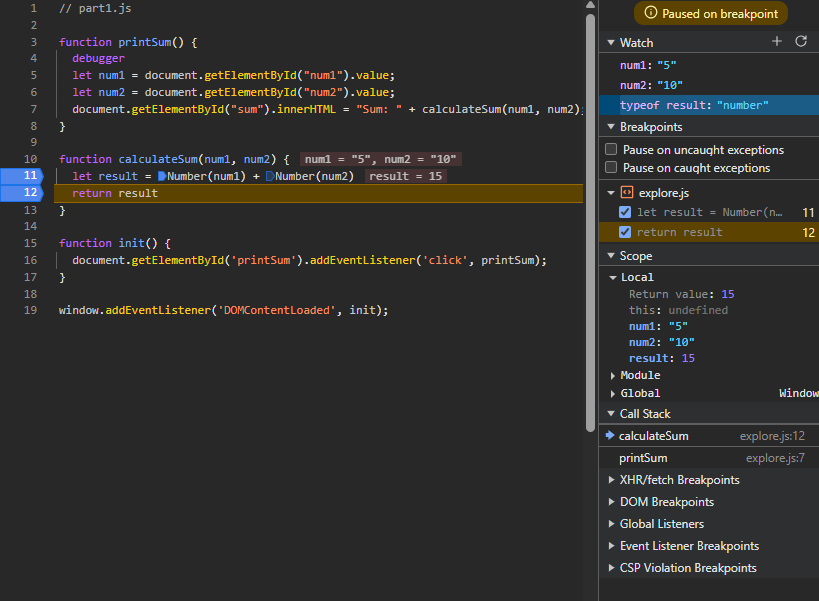 1 // part1.js
2
3 function printSum() {
4 debugger
5 let num1 = document.getElementById("num1").value;
6 let num2 = document.getElementById("num2").value;
7 document.getElementById("sum").innerHTML = "Sum: " + calculateSum(num1, num2);
8 }
9
10 function calculateSum(num1, num2) { num1 = "5", num2 = "10"
11 let result = Number(num1) + Number(num2) result = 15
12 return result
13 }
14
15 function init() {
16 document.getElementById('printSum').addEventListener('click', printSum);
17 }
18
19 window.addEventListener('DOMContentLoaded', init);
Paused on breakpoint
Watch
num1: "5"
num2: "10"
typeof result: "number"
Breakpoints
Pause on uncaught exceptions
Pause on caught exceptions
explore.js
let result = Number(n… 11
return result 12
Scope
Local
Return value: 15
this: undefined
num1: "5"
num2: "10"
result: 15
Module
Global Window
Call Stack
calculateSum explore.js:12
printSum explore.js:7
XHR/fetch Breakpoints
DOM Breakpoints
Global Listeners
Event Listener Breakpoints
CSP Violation Breakpoints